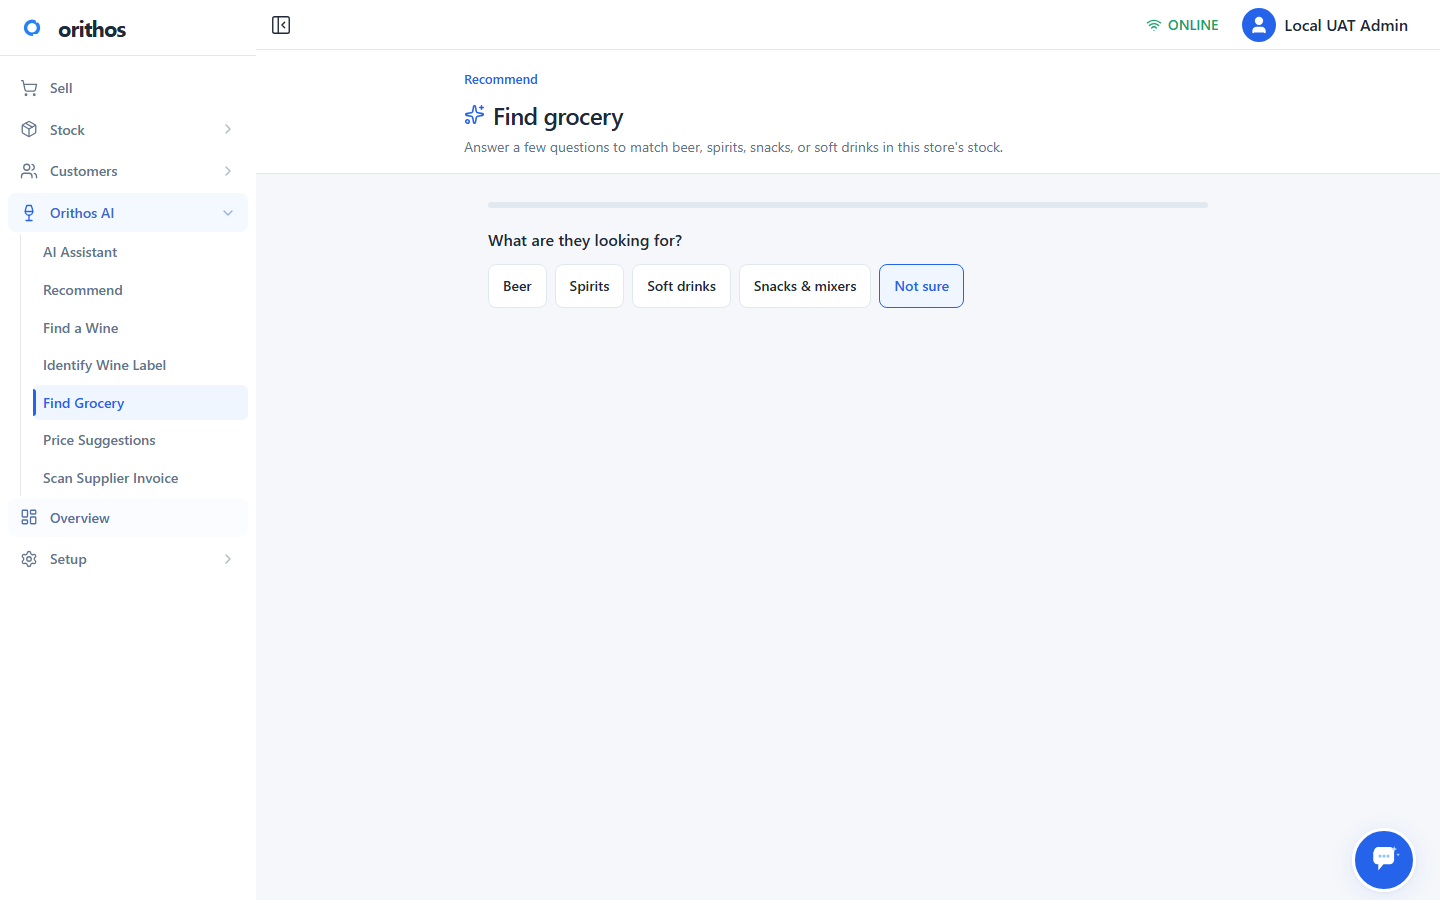 orithos
ONLINE
Local UAT Admin
Sell
Stock
Customers
Orithos AI
AI Assistant
Recommend
Find a Wine
Identify Wine Label
Find Grocery
Price Suggestions
Scan Supplier Invoice
Overview
Setup
Recommend
Find grocery
Answer a few questions to match beer, spirits, snacks, or soft drinks in this store's stock.
What are they looking for?
Beer Spirits Soft drinks Snacks & mixers Not sure